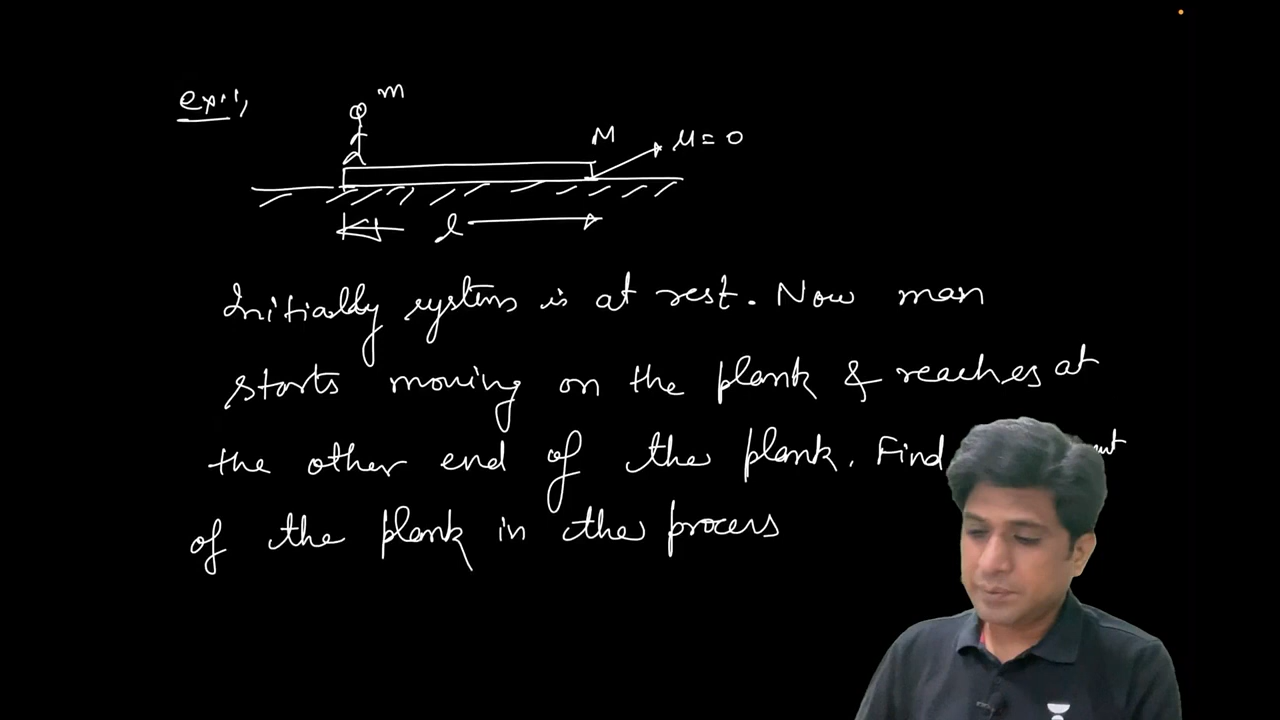 ex:1,
m
M
μ = 0
l
Initially system is at rest. Now man
starts moving on the plank & reaches at
the other end of the plank. Find
of the plank in the process